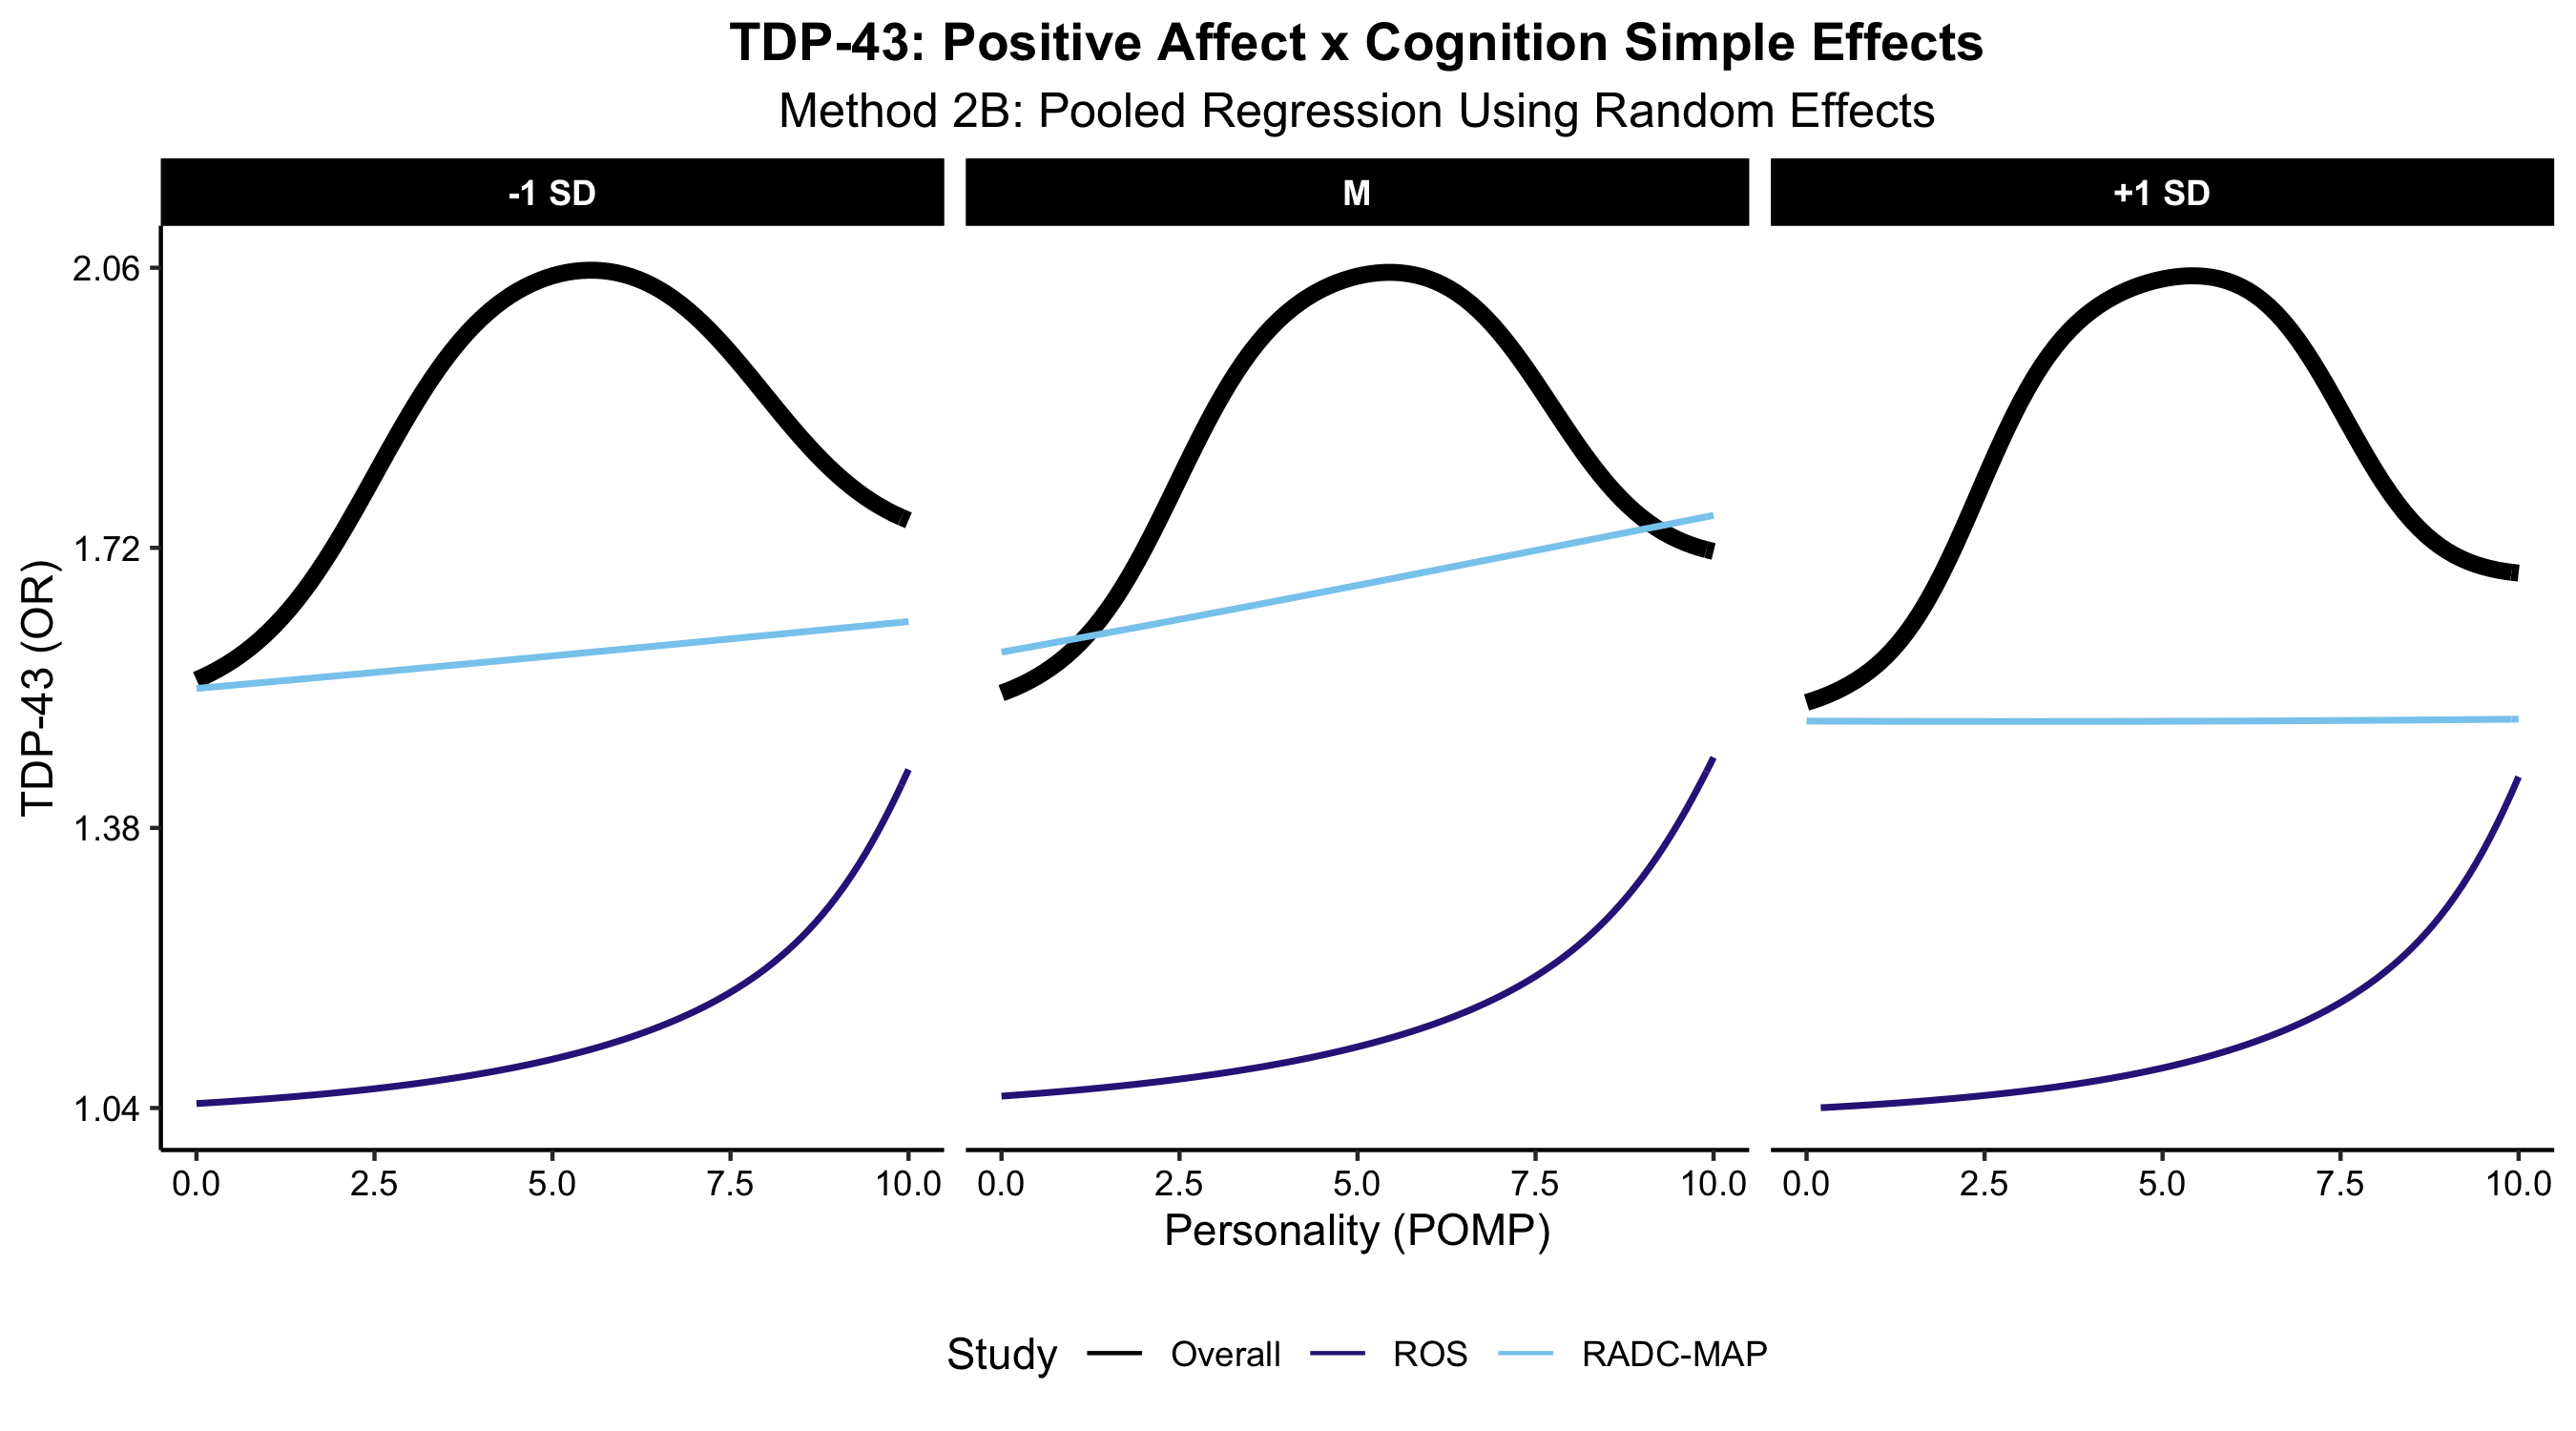 TDP-43: Positive Affect x Cognition Simple Effects
Method 2B: Pooled Regression Using Random Effects
-1 SD M +1 SD
TDP-43 (OR)
2.06
1.72
1.38
1.04
0.0 2.5 5.0 7.5 10.0 0.0 2.5 5.0 7.5 10.0 0.0 2.5 5.0 7.5 10.0
Personality (POMP)
Study Overall ROS RADC-MAP